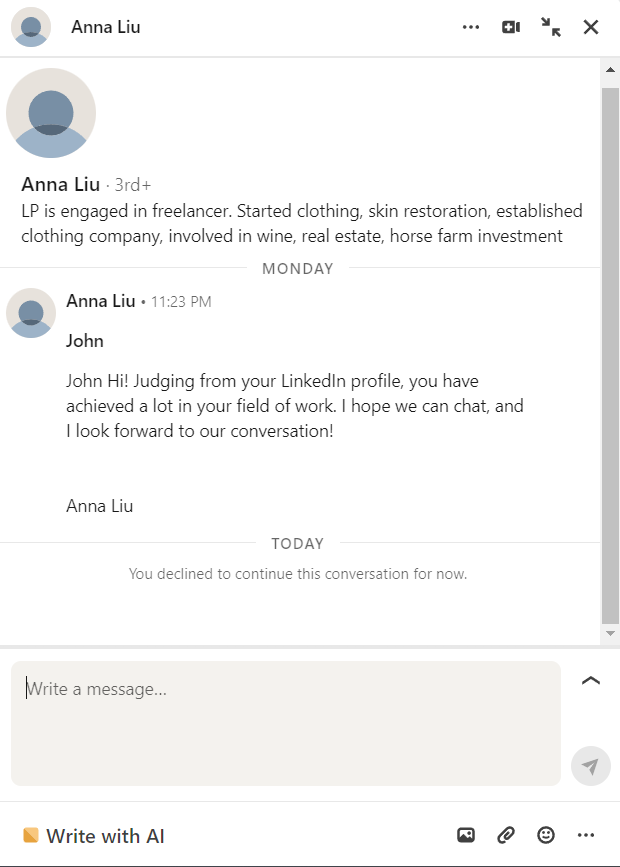 Anna Liu
Anna Liu · 3rd+
LP is engaged in freelancer. Started clothing, skin restoration, established
clothing company, involved in wine, real estate, horse farm investment
MONDAY
Anna Liu • 11:23 PM
John
John Hi! Judging from your LinkedIn profile, you have
achieved a lot in your field of work. I hope we can chat, and
I look forward to our conversation!
Anna Liu
TODAY
You declined to continue this conversation for now.
Write a message...
Write with AI